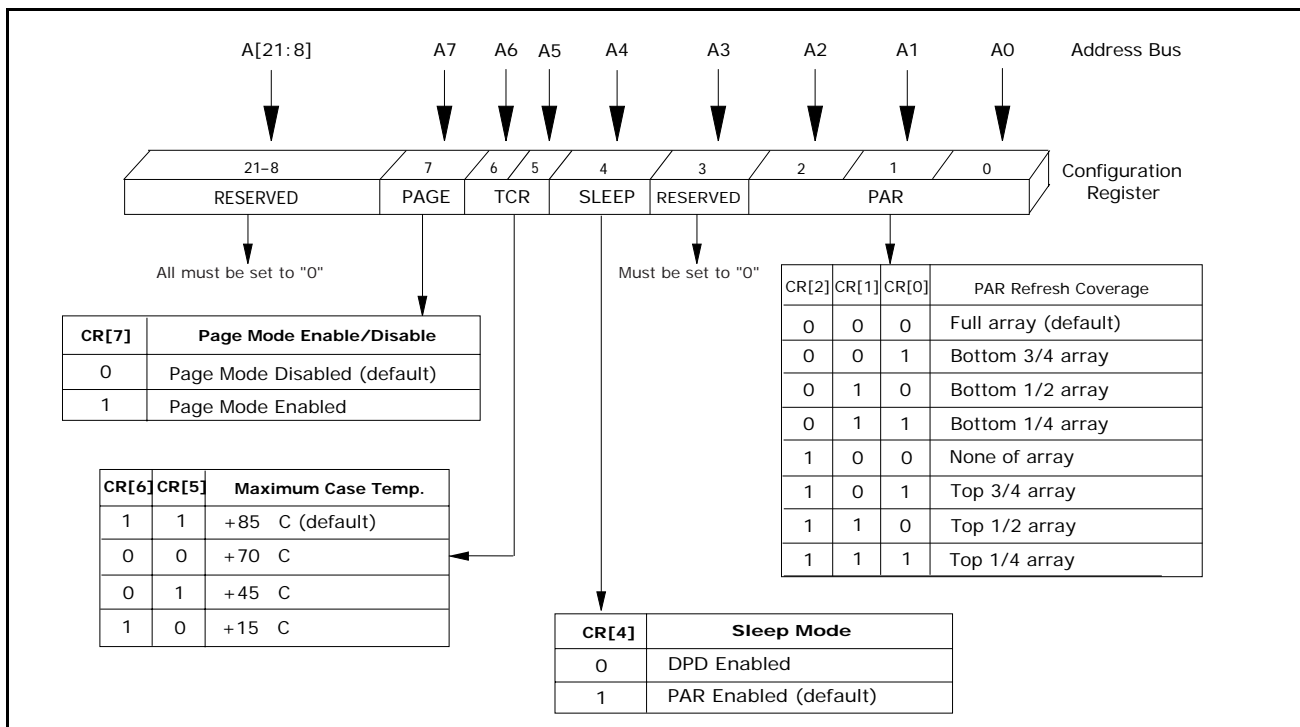 A[21:8] A7 A6 A5 A4 A3 A2 A1 A0 Address Bus
21–8 7 6 5 4 3 2 1 0
RESERVED PAGE TCR SLEEP RESERVED PAR
Configuration
Register
All must be set to "0"
Must be set to "0"
CR[7] Page Mode Enable/Disable
0 Page Mode Disabled (default)
1 Page Mode Enabled
CR[6] CR[5] Maximum Case Temp.
1 1 +85 C (default)
0 0 +70 C
0 1 +45 C
1 0 +15 C
CR[4] Sleep Mode
0 DPD Enabled
1 PAR Enabled (default)
CR[2] CR[1] CR[0] PAR Refresh Coverage
0 0 0 Full array (default)
0 0 1 Bottom 3/4 array
0 1 0 Bottom 1/2 array
0 1 1 Bottom 1/4 array
1 0 0 None of array
1 0 1 Top 3/4 array
1 1 0 Top 1/2 array
1 1 1 Top 1/4 array